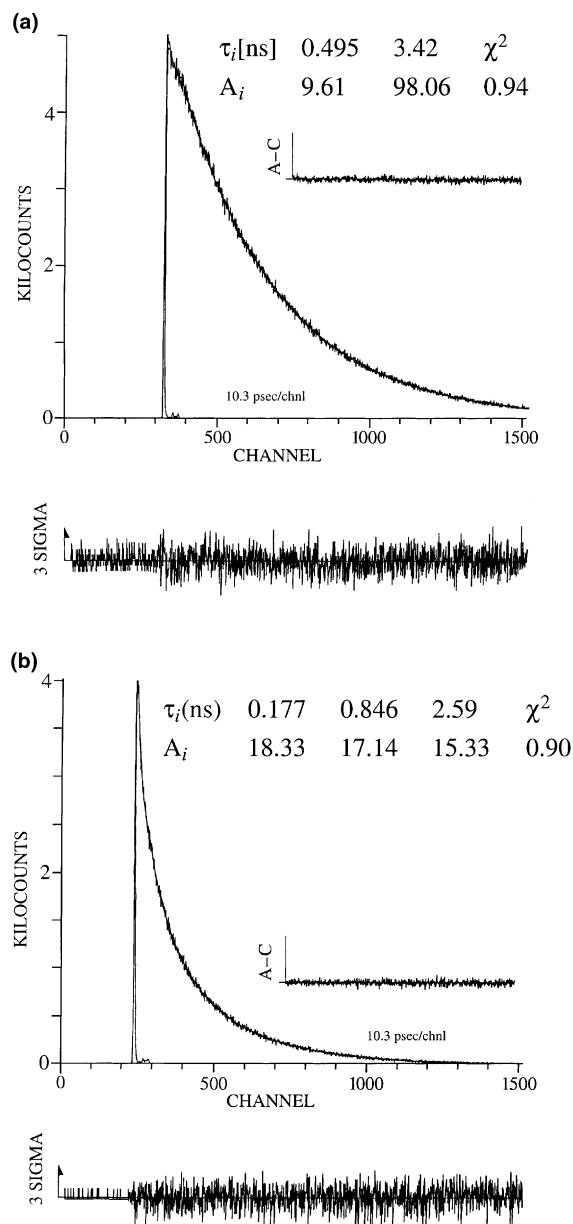 (a)
τi[ns] 0.495 3.42 χ2
Ai 9.61 98.06 0.94
4
2
0
KILOCOUNTS
A–C
10.3 psec/chnl
0 500 1000 1500
CHANNEL
3 SIGMA
(b)
4
τi(ns) 0.177 0.846 2.59 χ2
Ai 18.33 17.14 15.33 0.90
2
0
KILOCOUNTS
A–C
10.3 psec/chnl
0 500 1000 1500
CHANNEL
3 SIGMA